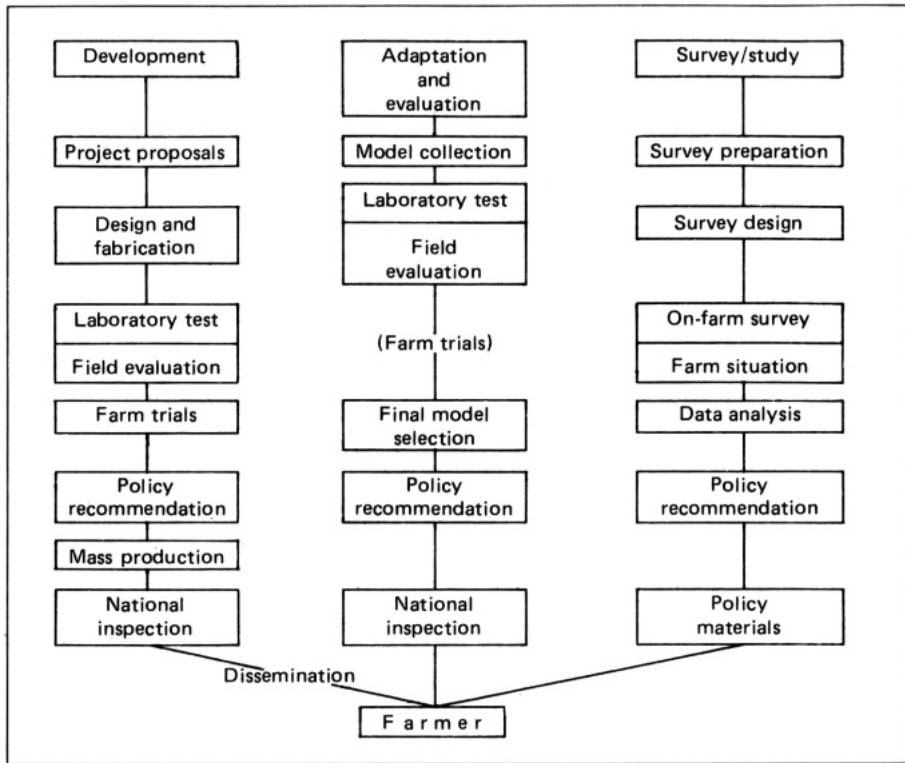 Development
Project proposals
Design and
fabrication
Laboratory test
Field evaluation
Farm trials
Policy
recommendation
Mass production
National
inspection
Adaptation
and
evaluation
Model collection
Laboratory test
Field
evaluation
(Farm trials)
Final model
selection
Policy
recommendation
National
inspection
Survey/study
Survey preparation
Survey design
On-farm survey
Farm situation
Data analysis
Policy
recommendation
Policy
materials
Dissemination
Farmer